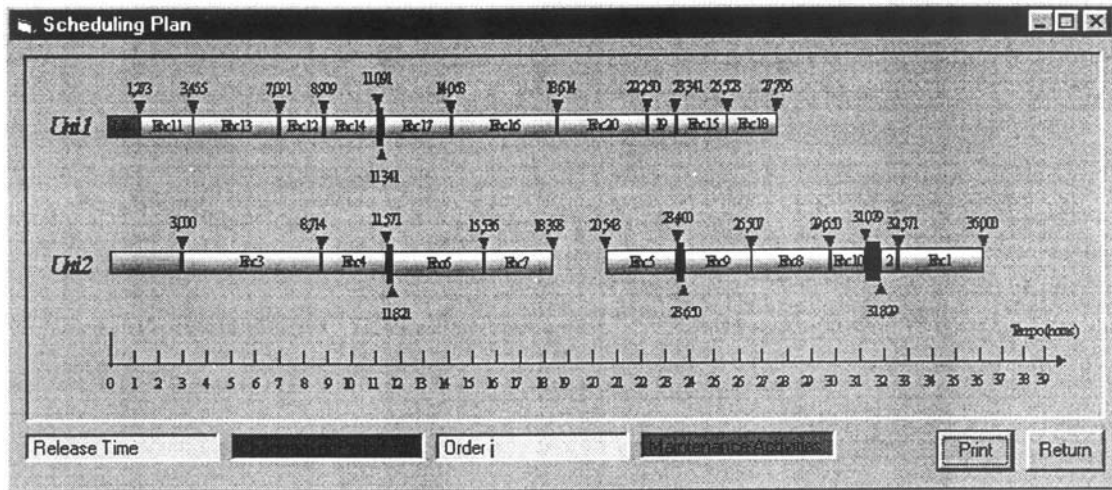 Scheduling Plan
1,273 3,455 7,091 8,909 11,091 14,068 18,614 22,250 23,341 25,523 27,795
Uni1 Enc11 Enc13 Enc12 Enc14 Enc17 Enc16 Enc20 19 Enc15 Enc18
11,341
3,000 8,714 11,571 15,536 18,393 20,543 23,400 26,507 29,650 31,079 32,571 36,000
Uni2 Enc3 Enc4 Enc6 Enc7 Enc5 Enc9 Enc8 Enc10 2 Enc1
11,821 23,650 31,829
Tempo (horas)
0 1 2 3 4 5 6 7 8 9 10 11 12 13 14 15 16 17 18 19 20 21 22 23 24 25 26 27 28 29 30 31 32 33 34 35 36 37 38 39
Release Time Order j Maintenance Activities Print Return